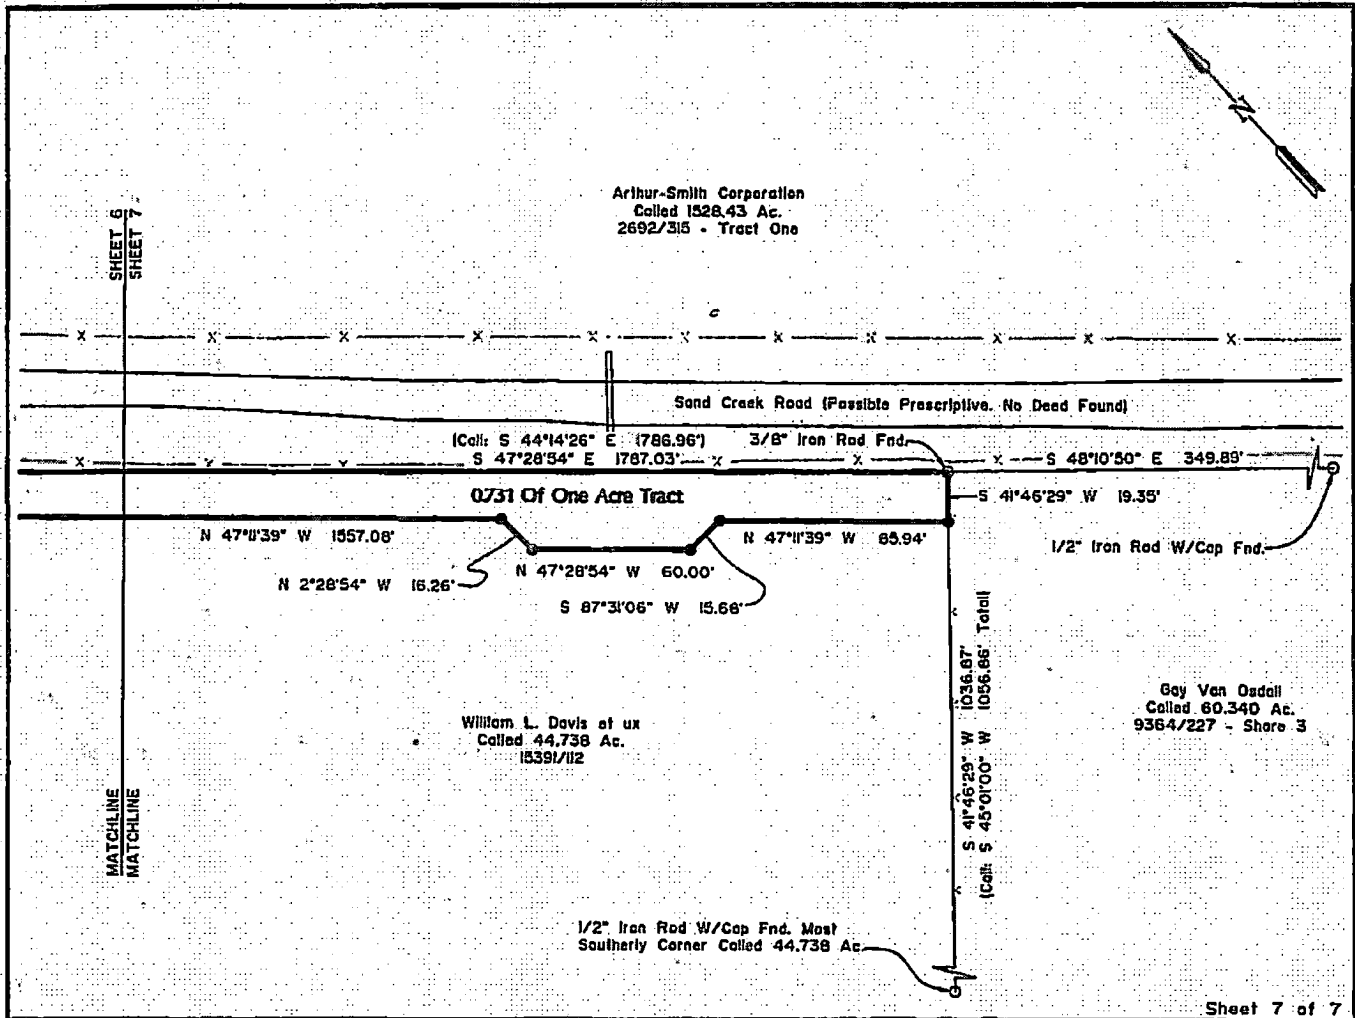 N
Arthur-Smith Corporation
Called 1528.43 Ac.
2692/315 - Tract One
SHEET 6
SHEET 7
X X X X X X X X X X X
Sand Creek Road (Possible Prescriptive. No Deed Found)
(Call: S 44°14'26" E 1786.96')
3/8" Iron Rod Fnd.
S 47°28'54" E 1787.03'
S 48°10'50" E 349.89'
0.731 Of One Acre Tract
S 41°46'29" W 19.35'
N 47°11'39" W 1557.08'
N 47°11'39" W 85.94'
1/2" Iron Rod W/Cap Fnd.
N 2°28'54" W 16.26'
N 47°28'54" W 60.00'
S 87°31'06" W 15.66'
S 41°46'29" W 1036.87'
(Call: S 45°01'00" W 1056.86' Total)
Gay Van Osdall
Called 60.340 Ac.
9364/227 - Share 3
William L. Davis et ux
Called 44.738 Ac.
15391/112
MATCHLINE
MATCHLINE
1/2" Iron Rod W/Cap Fnd. Most
Southerly Corner Called 44.738 Ac.
Sheet 7 of 7